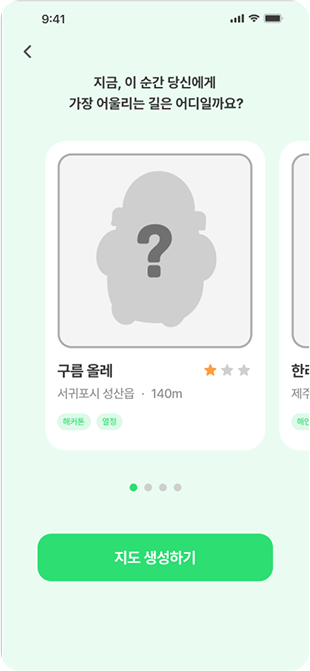 9:41
지금, 이 순간 당신에게
가장 어울리는 길은 어디일까요?
?
구름 올레
서귀포시 성산읍 · 140m
해커톤 열정
한라
제주
해안
지도 생성하기